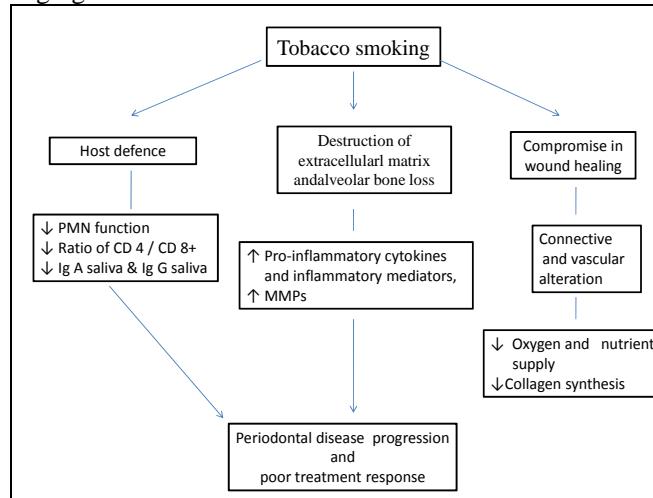 Tobacco smoking
Host defence
Destruction of
extracellularl matrix
andalveolar bone loss
Compromise in
wound healing
↓ PMN function
↓ Ratio of CD 4 / CD 8+
↓ Ig A saliva & Ig G saliva
↑ Pro-inflammatory cytokines
and inflammatory mediators,
↑ MMPs
Connective
and vascular
alteration
↓ Oxygen and nutrient
supply
↓Collagen synthesis
Periodontal disease progression
and
poor treatment response